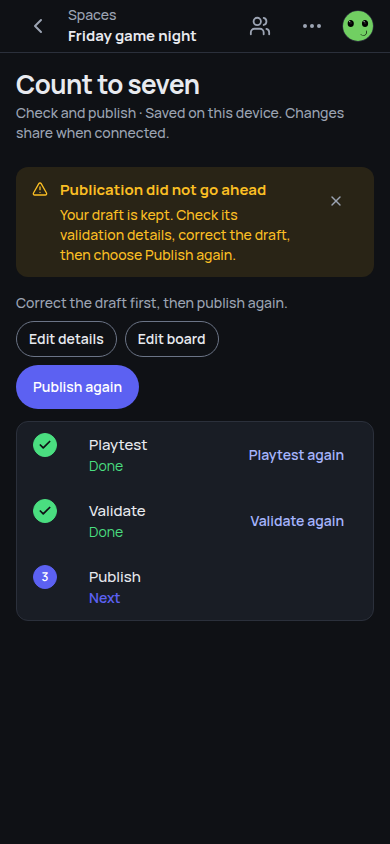 Spaces
Friday game night
Count to seven
Check and publish · Saved on this device. Changes
share when connected.
Publication did not go ahead
Your draft is kept. Check its
validation details, correct the draft,
then choose Publish again.
Correct the draft first, then publish again.
Edit details
Edit board
Publish again
Playtest
Done
Playtest again
Validate
Done
Validate again
3
Publish
Next